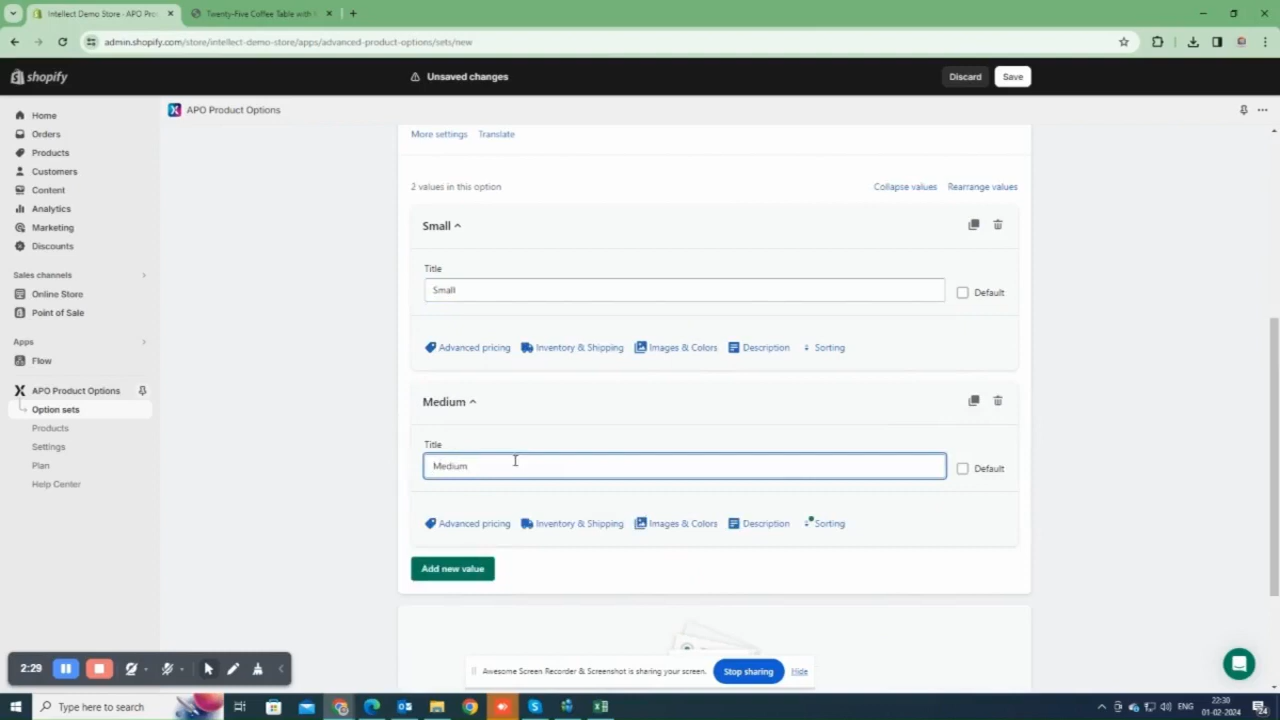 Intellect Demo Store - APO Pro
Twenty-Five Coffee Table with
admin.shopify.com/store/intellect-demo-store/apps/advanced-product-options/sets/new
shopify
Unsaved changes
Discard
Save
APO Product Options
Home
Orders
Products
Customers
Content
Analytics
Marketing
Discounts
Sales channels
Online Store
Point of Sale
Apps
Flow
APO Product Options
Option sets
Products
Settings
Plan
Help Center
More settings Translate
2 values in this option
Collapse values Rearrange values
Small
Title
Small
Default
Advanced pricing Inventory & Shipping Images & Colors Description Sorting
Medium
Title
Medium
Default
Advanced pricing Inventory & Shipping Images & Colors Description Sorting
Add new value
2:29
Awesome Screen Recorder & Screenshot is sharing your screen.
Stop sharing
Hide
Type here to search
ENG
22:30
01-02-2024
24